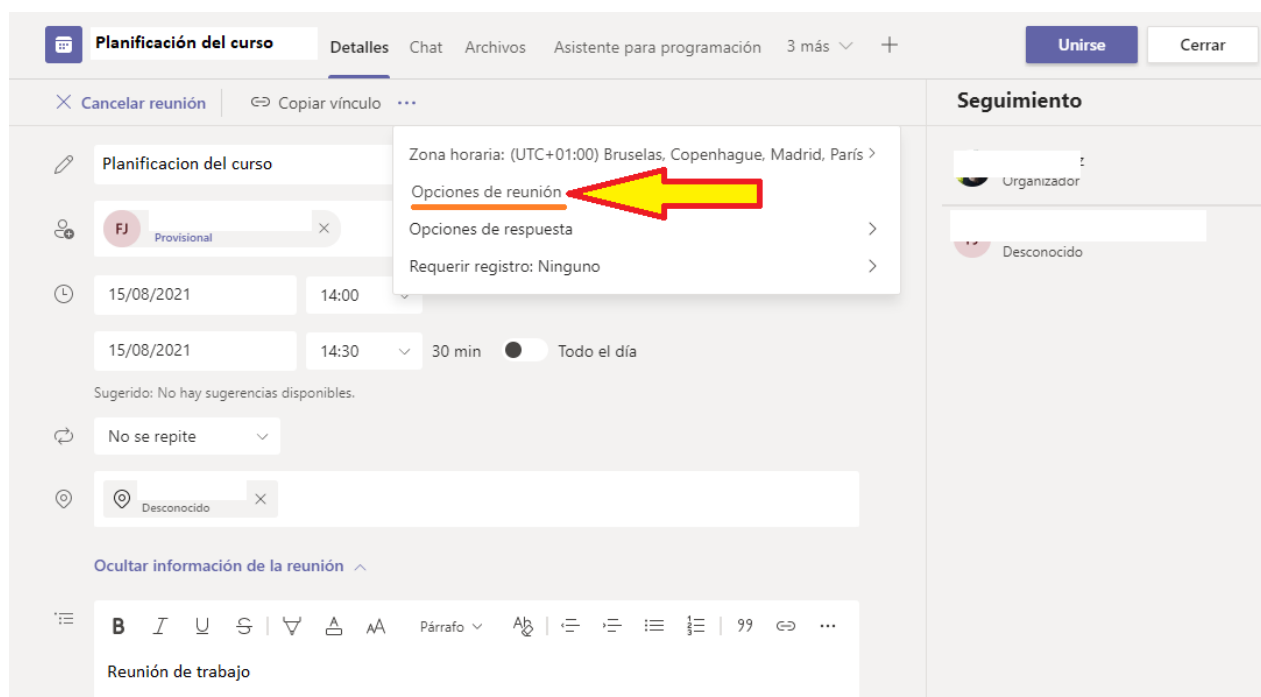 Planificación del curso Detalles Chat Archivos Asistente para programación 3 más Unirse Cerrar
Cancelar reunión Copiar vínculo ... Seguimiento
Zona horaria: (UTC+01:00) Bruselas, Copenhague, Madrid, París
Planificacion del curso
Opciones de reunión
Organizador
FJ Provisional
Opciones de respuesta
Desconocido
Requerir registro: Ninguno
15/08/2021 14:00
15/08/2021 14:30 30 min Todo el día
Sugerido: No hay sugerencias disponibles.
No se repite
Desconocido
Ocultar información de la reunión
B I U S A AA Párrafo Ab 99 ...
Reunión de trabajo